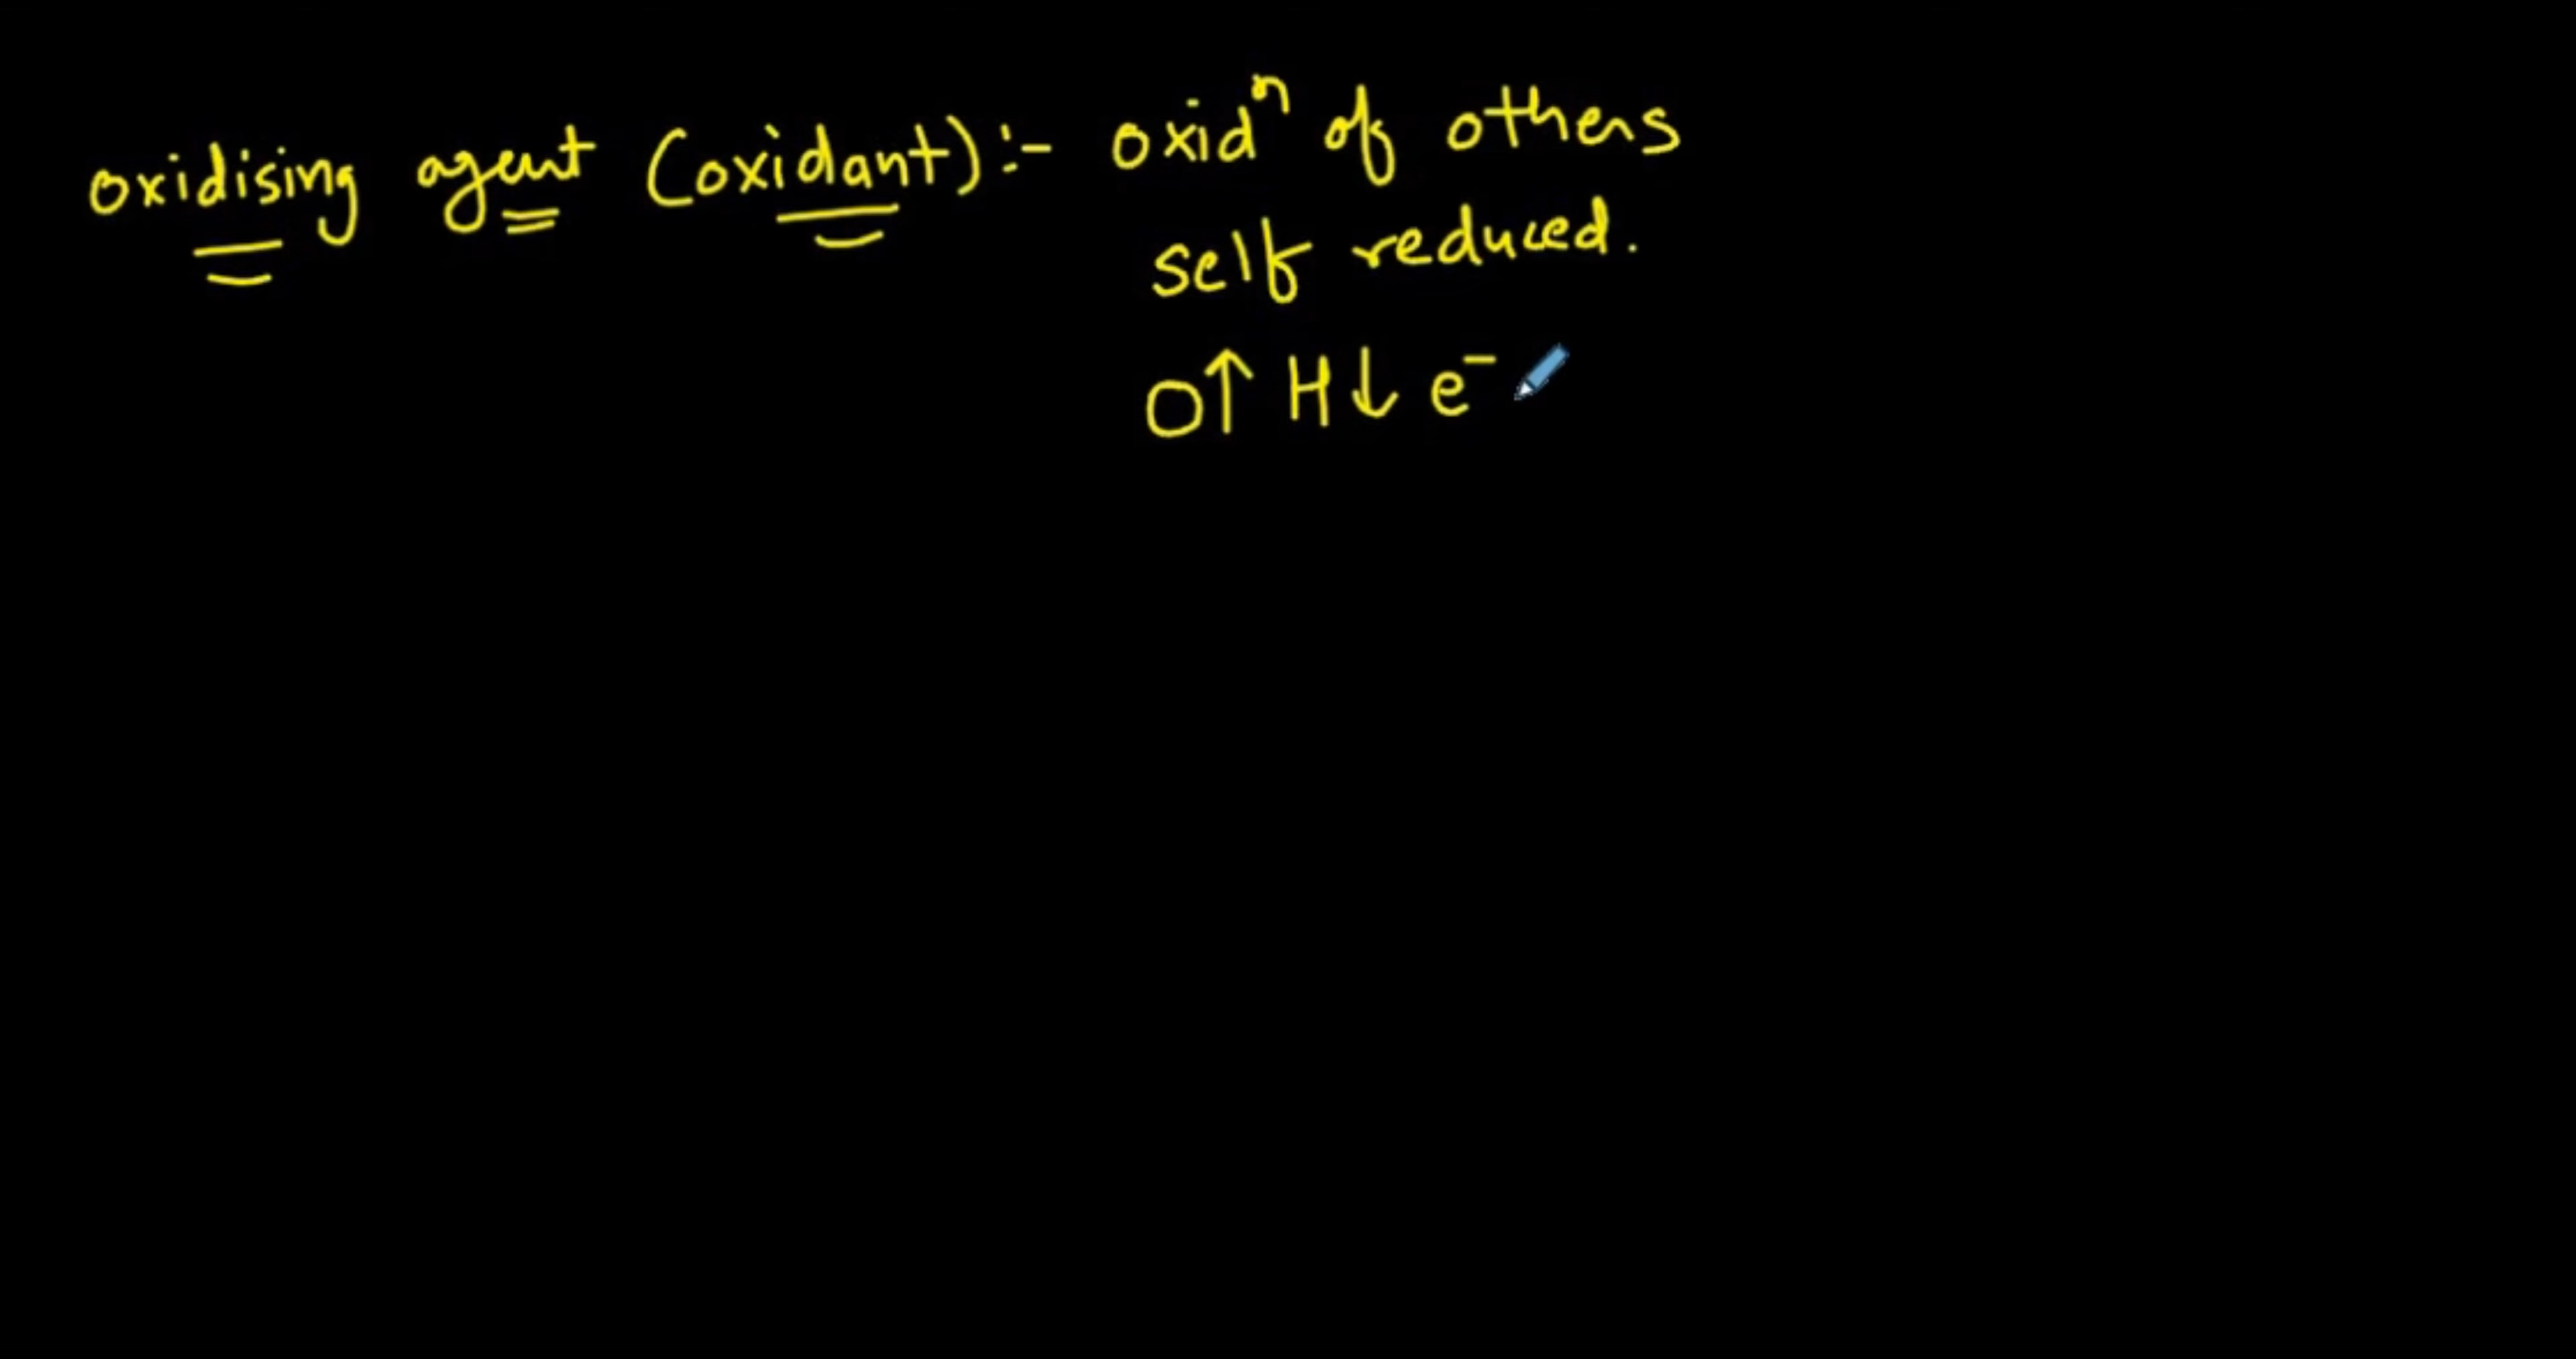 oxidising agent (oxidant):- oxidⁿ of others
self reduced.
O↑ H↓ e⁻